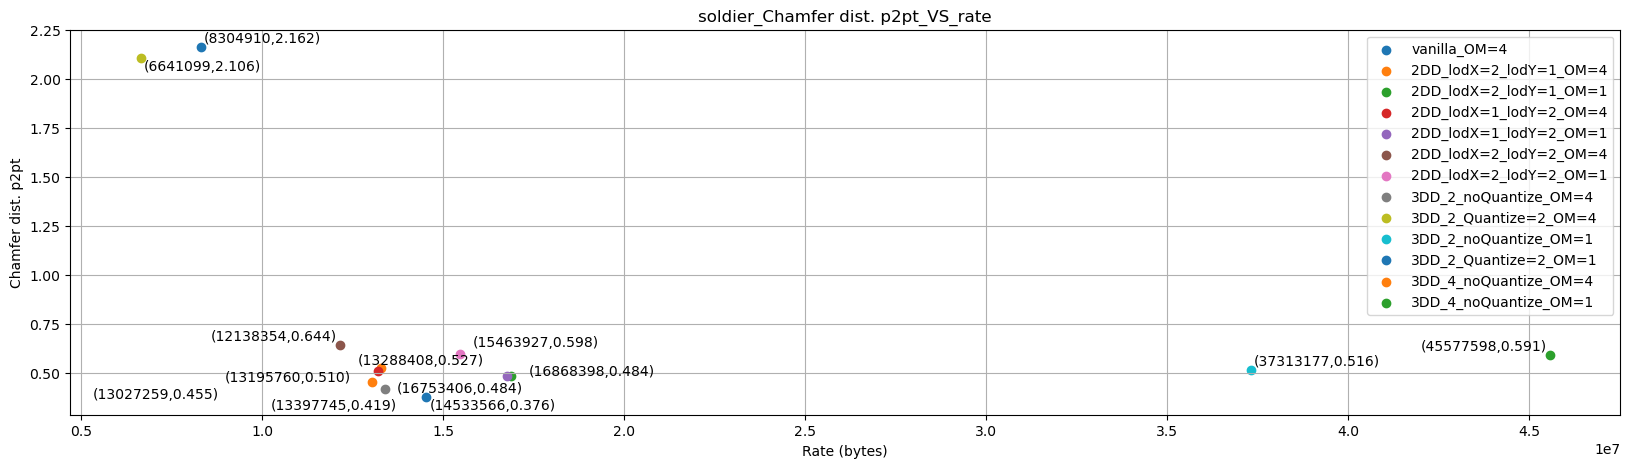 soldier_Chamfer dist. p2pt_VS_rate
Chamfer dist. p2pt
2.25
2.00
1.75
1.50
1.25
1.00
0.75
0.50
(8304910,2.162)
(6641099,2.106)
(12138354,0.644)
(15463927,0.598)
(13288408,0.527)
(13195760,0.510)
(16868398,0.484)
(16753406,0.484)
(13027259,0.455)
(13397745,0.419)
(14533566,0.376)
(45577598,0.591)
(37313177,0.516)
vanilla_OM=4
2DD_lodX=2_lodY=1_OM=4
2DD_lodX=2_lodY=1_OM=1
2DD_lodX=1_lodY=2_OM=4
2DD_lodX=1_lodY=2_OM=1
2DD_lodX=2_lodY=2_OM=4
2DD_lodX=2_lodY=2_OM=1
3DD_2_noQuantize_OM=4
3DD_2_Quantize=2_OM=4
3DD_2_noQuantize_OM=1
3DD_2_Quantize=2_OM=1
3DD_4_noQuantize_OM=4
3DD_4_noQuantize_OM=1
0.5 1.0 1.5 2.0 2.5 3.0 3.5 4.0 4.5
1e7
Rate (bytes)